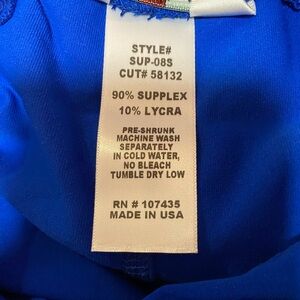 STYLE#
SUP-08S
CUT# 58132
90% SUPPLEX
10% LYCRA
PRE-SHRUNK
MACHINE WASH
SEPARATELY
IN COLD WATER,
NO BLEACH
TUMBLE DRY LOW
RN # 107435
MADE IN USA